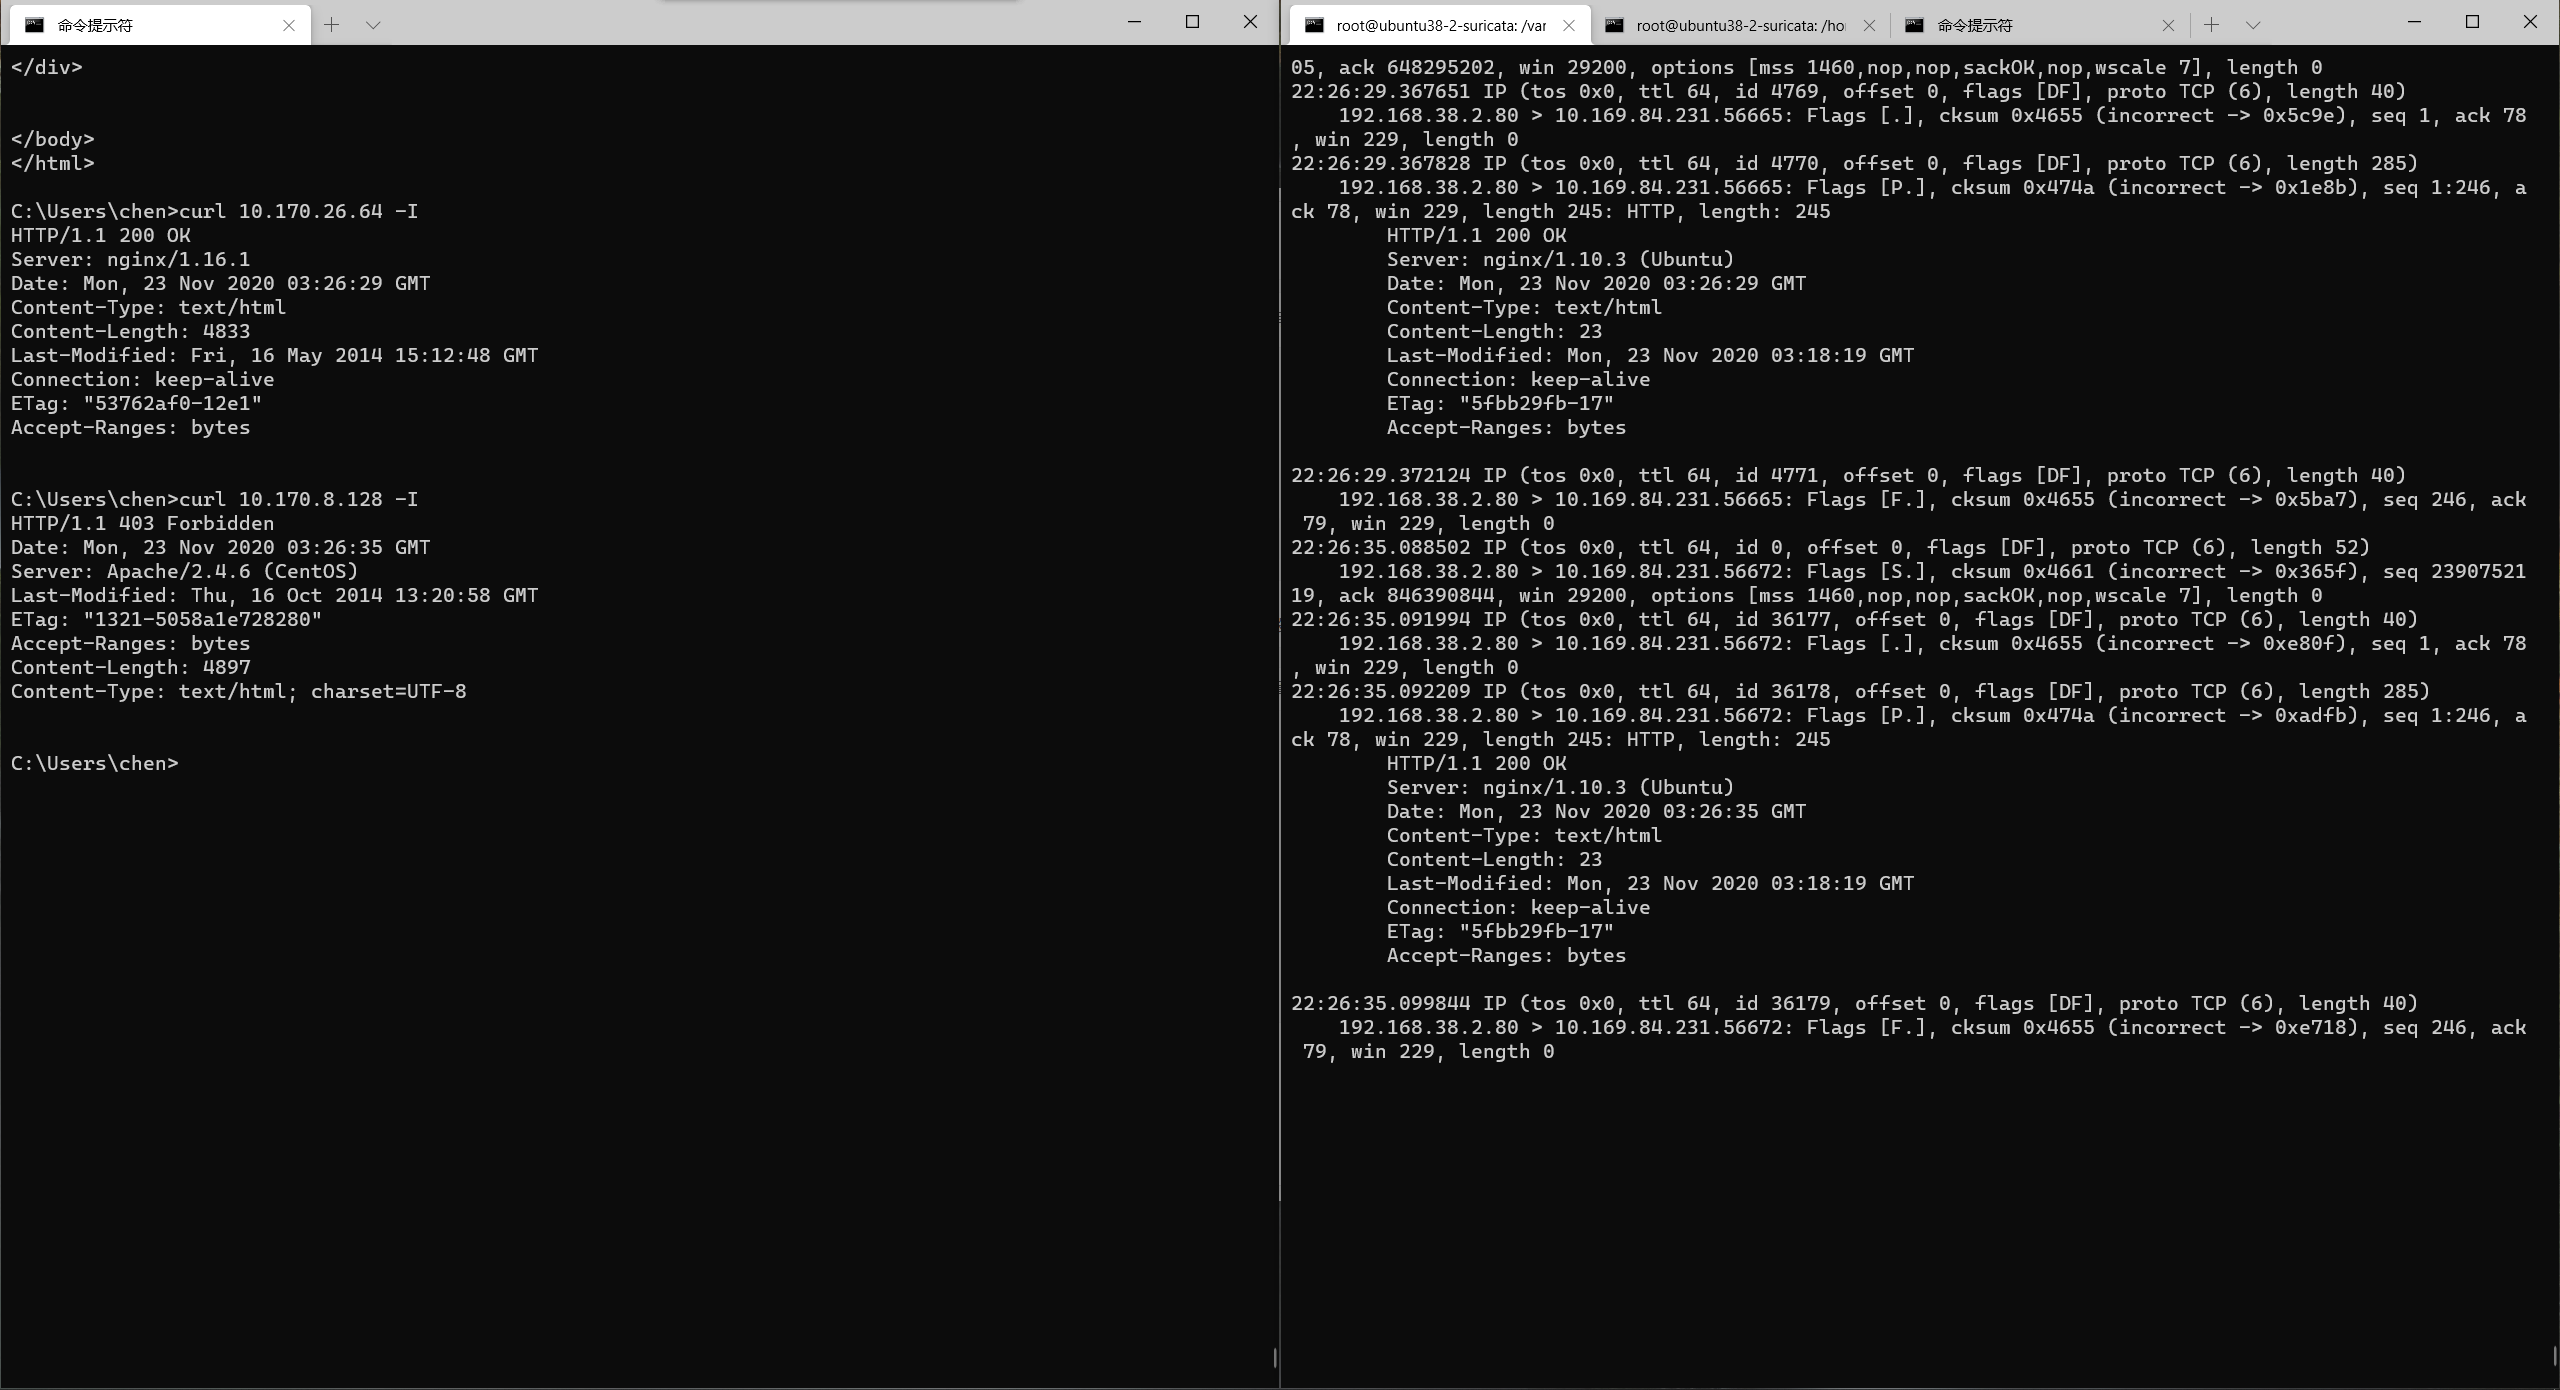 命令提示符
</div>
</body>
</html>
C:\Users\chen>curl 10.170.26.64 -I
HTTP/1.1 200 OK
Server: nginx/1.16.1
Date: Mon, 23 Nov 2020 03:26:29 GMT
Content-Type: text/html
Content-Length: 4833
Last-Modified: Fri, 16 May 2014 15:12:48 GMT
Connection: keep-alive
ETag: "53762af0-12e1"
Accept-Ranges: bytes
C:\Users\chen>curl 10.170.8.128 -I
HTTP/1.1 403 Forbidden
Date: Mon, 23 Nov 2020 03:26:35 GMT
Server: Apache/2.4.6 (CentOS)
Last-Modified: Thu, 16 Oct 2014 13:20:58 GMT
ETag: "1321-5058a1e728280"
Accept-Ranges: bytes
Content-Length: 4897
Content-Type: text/html; charset=UTF-8
C:\Users\chen>
root@ubuntu38-2-suricata: /var
root@ubuntu38-2-suricata: /ho
命令提示符
05, ack 648295202, win 29200, options [mss 1460,nop,nop,sackOK,nop,wscale 7], length 0
22:26:29.367651 IP (tos 0x0, ttl 64, id 4769, offset 0, flags [DF], proto TCP (6), length 40)
192.168.38.2.80 > 10.169.84.231.56665: Flags [.], cksum 0x4655 (incorrect -> 0x5c9e), seq 1, ack 78
, win 229, length 0
22:26:29.367828 IP (tos 0x0, ttl 64, id 4770, offset 0, flags [DF], proto TCP (6), length 285)
192.168.38.2.80 > 10.169.84.231.56665: Flags [P.], cksum 0x474a (incorrect -> 0x1e8b), seq 1:246, a
ck 78, win 229, length 245: HTTP, length: 245
HTTP/1.1 200 OK
Server: nginx/1.10.3 (Ubuntu)
Date: Mon, 23 Nov 2020 03:26:29 GMT
Content-Type: text/html
Content-Length: 23
Last-Modified: Mon, 23 Nov 2020 03:18:19 GMT
Connection: keep-alive
ETag: "5fbb29fb-17"
Accept-Ranges: bytes
22:26:29.372124 IP (tos 0x0, ttl 64, id 4771, offset 0, flags [DF], proto TCP (6), length 40)
192.168.38.2.80 > 10.169.84.231.56665: Flags [F.], cksum 0x4655 (incorrect -> 0x5ba7), seq 246, ack
79, win 229, length 0
22:26:35.088502 IP (tos 0x0, ttl 64, id 0, offset 0, flags [DF], proto TCP (6), length 52)
192.168.38.2.80 > 10.169.84.231.56672: Flags [S.], cksum 0x4661 (incorrect -> 0x365f), seq 23907521
19, ack 846390844, win 29200, options [mss 1460,nop,nop,sackOK,nop,wscale 7], length 0
22:26:35.091994 IP (tos 0x0, ttl 64, id 36177, offset 0, flags [DF], proto TCP (6), length 40)
192.168.38.2.80 > 10.169.84.231.56672: Flags [.], cksum 0x4655 (incorrect -> 0xe80f), seq 1, ack 78
, win 229, length 0
22:26:35.092209 IP (tos 0x0, ttl 64, id 36178, offset 0, flags [DF], proto TCP (6), length 285)
192.168.38.2.80 > 10.169.84.231.56672: Flags [P.], cksum 0x474a (incorrect -> 0xadfb), seq 1:246, a
ck 78, win 229, length 245: HTTP, length: 245
HTTP/1.1 200 OK
Server: nginx/1.10.3 (Ubuntu)
Date: Mon, 23 Nov 2020 03:26:35 GMT
Content-Type: text/html
Content-Length: 23
Last-Modified: Mon, 23 Nov 2020 03:18:19 GMT
Connection: keep-alive
ETag: "5fbb29fb-17"
Accept-Ranges: bytes
22:26:35.099844 IP (tos 0x0, ttl 64, id 36179, offset 0, flags [DF], proto TCP (6), length 40)
192.168.38.2.80 > 10.169.84.231.56672: Flags [F.], cksum 0x4655 (incorrect -> 0xe718), seq 246, ack
79, win 229, length 0